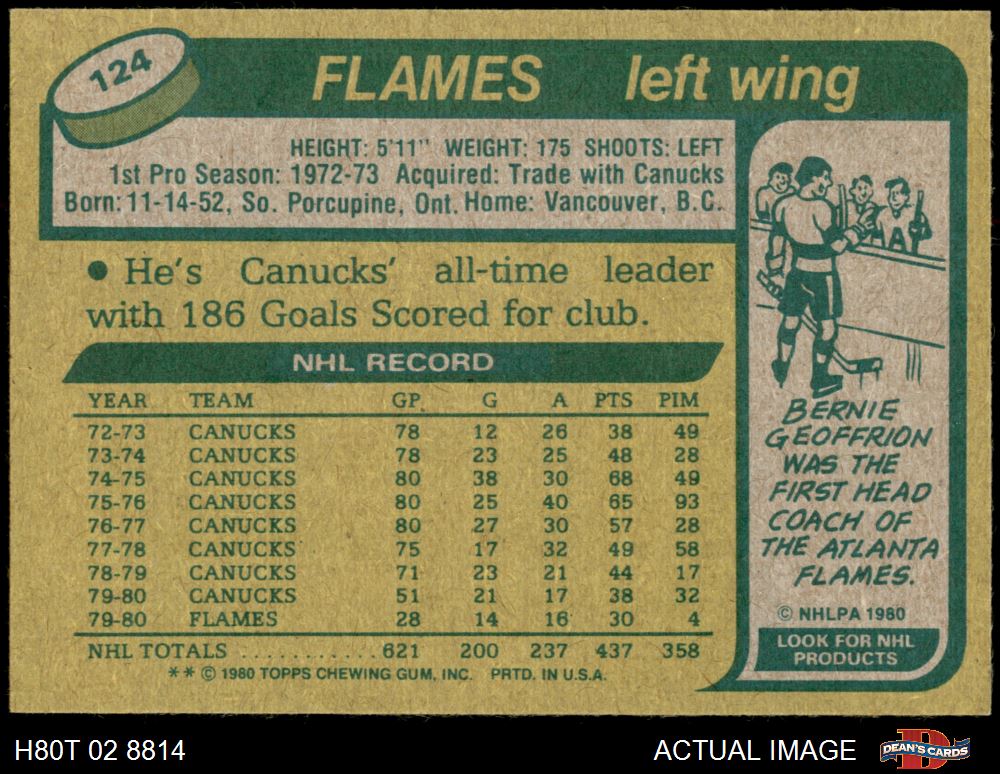 124
FLAMES left wing
HEIGHT: 5'11" WEIGHT: 175 SHOOTS: LEFT
1st Pro Season: 1972-73 Acquired: Trade with Canucks
Born: 11-14-52, So. Porcupine, Ont. Home: Vancouver, B.C.
● He's Canucks' all-time leader
with 186 Goals Scored for club.
NHL RECORD
YEAR TEAM GP. G A PTS PIM
72-73 CANUCKS 78 12 26 38 49
73-74 CANUCKS 78 23 25 48 28
74-75 CANUCKS 80 38 30 68 49
75-76 CANUCKS 80 25 40 65 93
76-77 CANUCKS 80 27 30 57 28
77-78 CANUCKS 75 17 32 49 58
78-79 CANUCKS 71 23 21 44 17
79-80 CANUCKS 51 21 17 38 32
79-80 FLAMES 28 14 16 30 4
NHL TOTALS ............621 200 237 437 358
** © 1980 TOPPS CHEWING GUM, INC. PRTD. IN U.S.A.
A
BERNIE
GEOFFRION
WAS THE
FIRST HEAD
COACH OF
THE ATLANTA
FLAMES.
© NHLPA 1980
LOOK FOR NHL
PRODUCTS
H80T 02 8814
ACTUAL IMAGE
D
DEAN'S CARDS